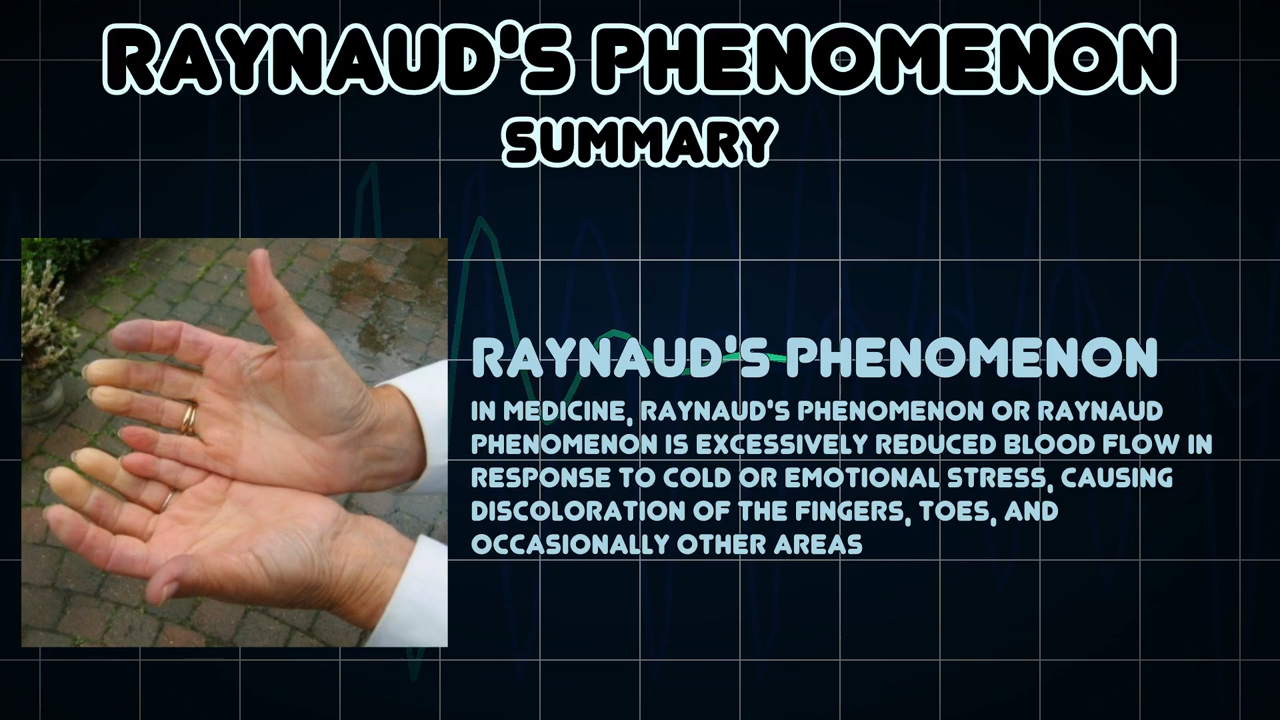 RAYNAUD'S PHENOMENON
SUMMARY
RAYNAUD'S PHENOMENON
IN MEDICINE, RAYNAUD'S PHENOMENON OR RAYNAUD
PHENOMENON IS EXCESSIVELY REDUCED BLOOD FLOW IN
RESPONSE TO COLD OR EMOTIONAL STRESS, CAUSING
DISCOLORATION OF THE FINGERS, TOES, AND
OCCASIONALLY OTHER AREAS